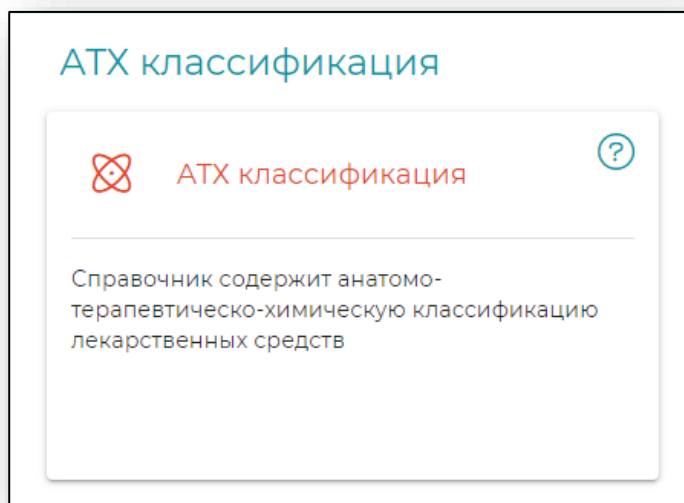 АТХ классификация
?
АТХ классификация
Справочник содержит анатомо-
терапевтическо-химическую классификацию
лекарственных средств